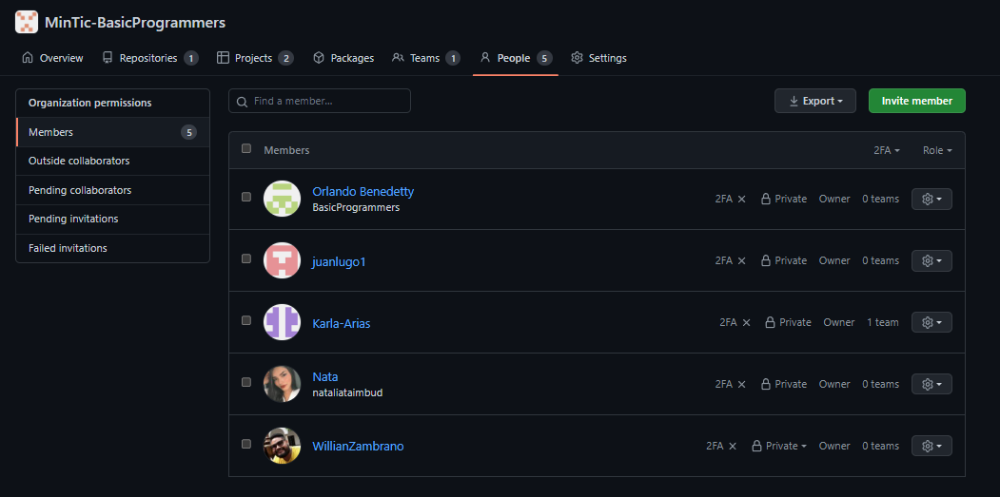 MinTic-BasicProgrammers
Overview Repositories 1 Projects 2 Packages Teams 1 People 5 Settings
Organization permissions
Members 5
Outside collaborators
Pending collaborators
Pending invitations
Failed invitations
Find a member... Export Invite member
Members 2FA Role
Orlando Benedetty
BasicProgrammers
2FA Private Owner 0 teams
juanlugo1 2FA Private Owner 0 teams
Karla-Arias 2FA Private Owner 1 team
Nata
nataliataimbud
2FA Private Owner 0 teams
WillianZambrano 2FA Private Owner 0 teams